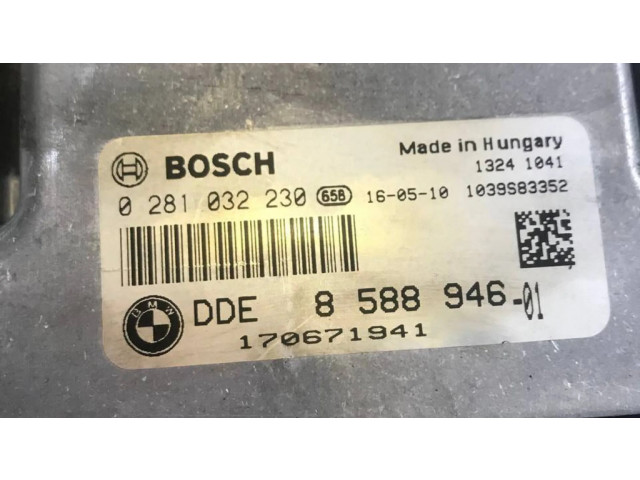 BOSCH Made in Hungary
1324 1041
0 281 032 230 658 16-05-10 1039S83352
BMW DDE 8 588 946-01
170671941